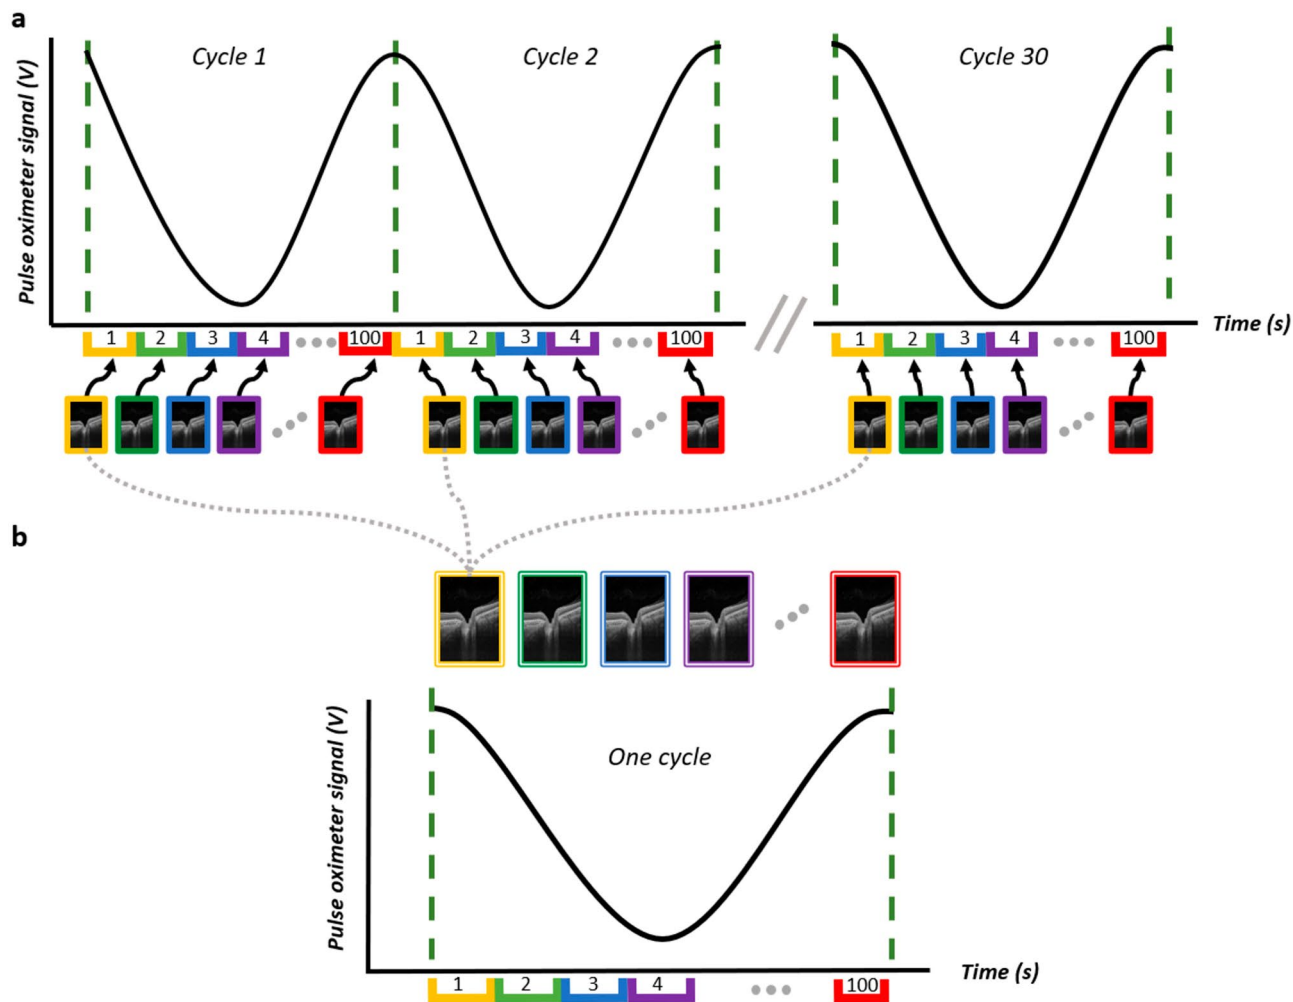 a
Cycle 1
Cycle 2
Cycle 30
Pulse oximeter signal (V)
1 2 3 4 100 1 2 3 4 100 1 2 3 4 100
Time (s)
b
One cycle
Pulse oximeter signal (V)
Time (s)
1 2 3 4 100